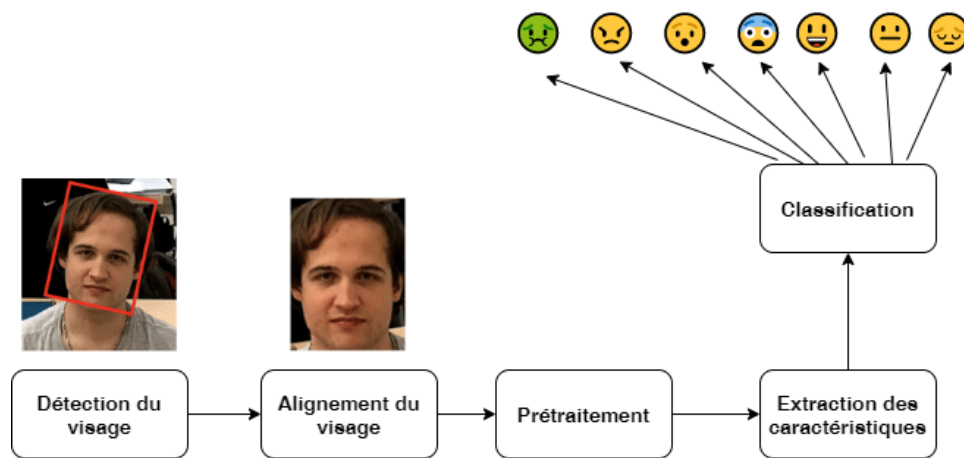 Classification
Détection du
visage
Alignement du
visage
Prétraitement
Extraction des
caractéristiques